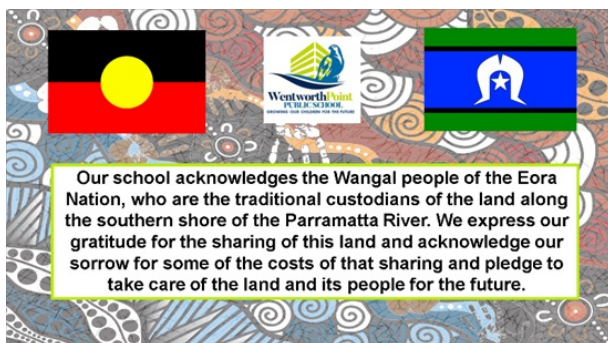 WentworthPoint
PUBLIC SCHOOL
GROWING OUR CHILDREN FOR THE FUTURE
Our school acknowledges the Wangal people of the Eora
Nation, who are the traditional custodians of the land along
the southern shore of the Parramatta River. We express our
gratitude for the sharing of this land and acknowledge our
sorrow for some of the costs of that sharing and pledge to
take care of the land and its people for the future.